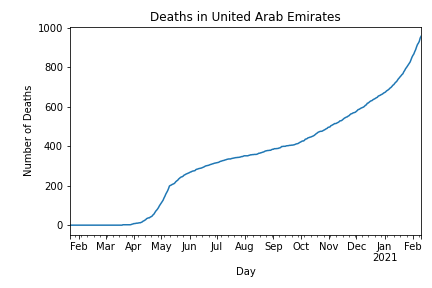 Deaths in United Arab Emirates
1000
800
600
400
200
0
Number of Deaths
Feb Mar Apr May Jun Jul Aug Sep Oct Nov Dec Jan Feb
2021
Day